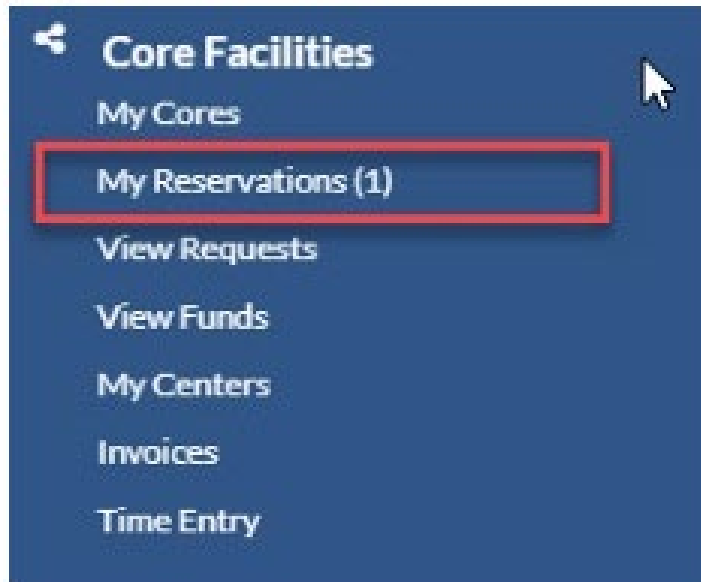 Core Facilities
My Cores
My Reservations (1)
View Requests
View Funds
My Centers
Invoices
Time Entry